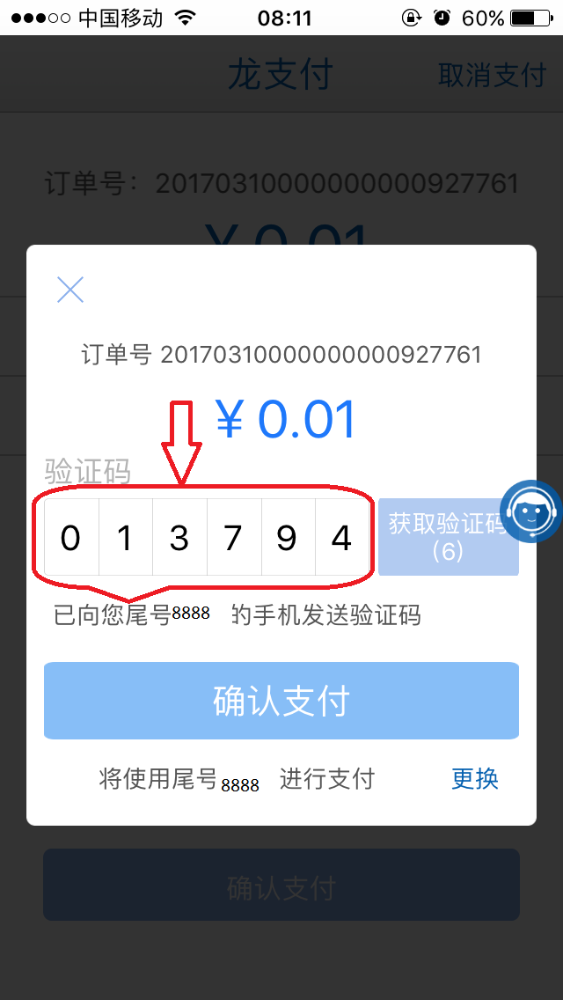 中国移动 08:11 60%
龙支付 取消支付
订单号：20170310000000000927761
￥0.01
订单号 20170310000000000927761
￥0.01
验证码
0 1 3 7 9 4 获取验证码
(6)
已向您尾号8888 的手机发送验证码
确认支付
将使用尾号8888 进行支付 更换
确认支付